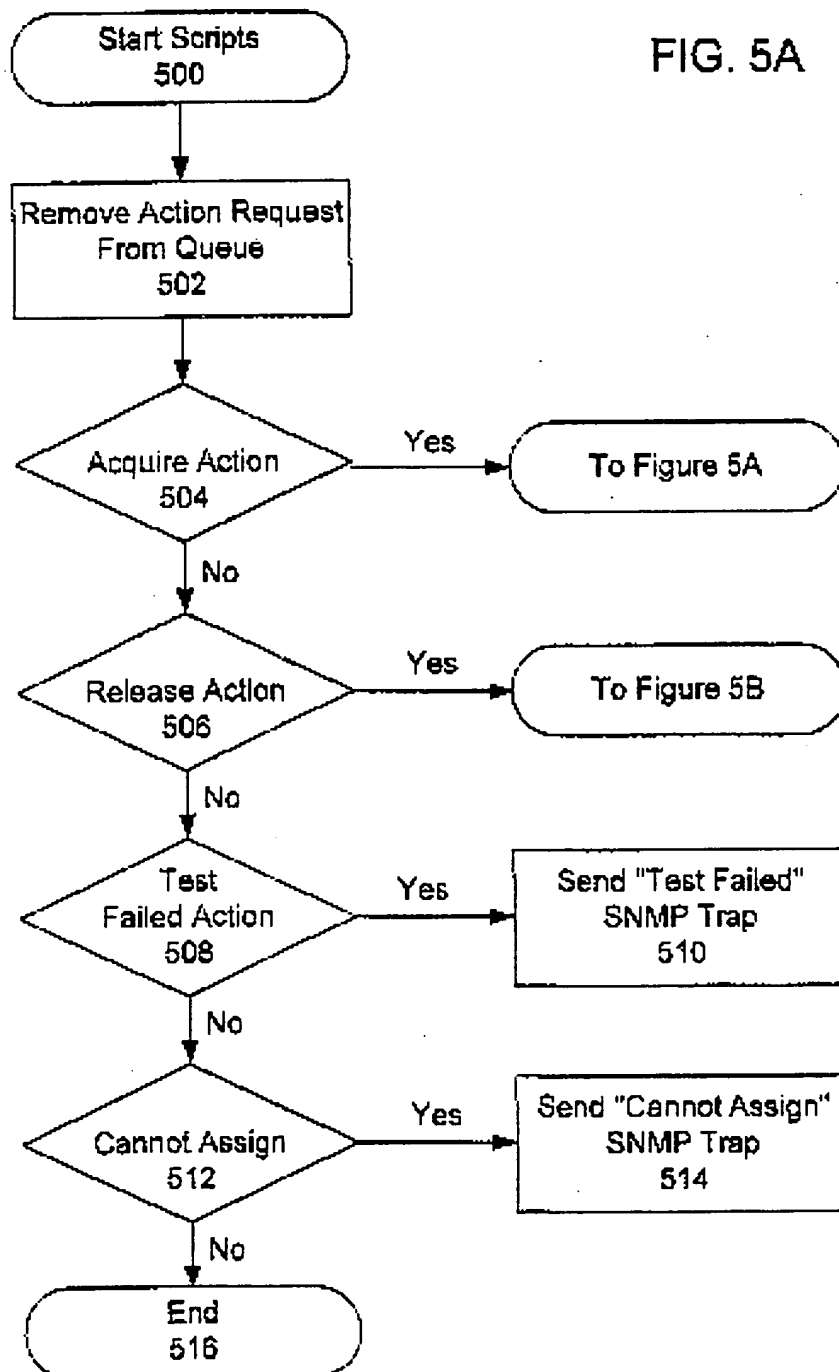 FIG. 5A
Start Scripts
500
Remove Action Request
From Queue
502
Acquire Action
504
Yes
To Figure 5A
No
Release Action
506
Yes
To Figure 5B
No
Test
Failed Action
508
Yes
Send "Test Failed"
SNMP Trap
510
No
Cannot Assign
512
Yes
Send "Cannot Assign"
SNMP Trap
514
No
End
516